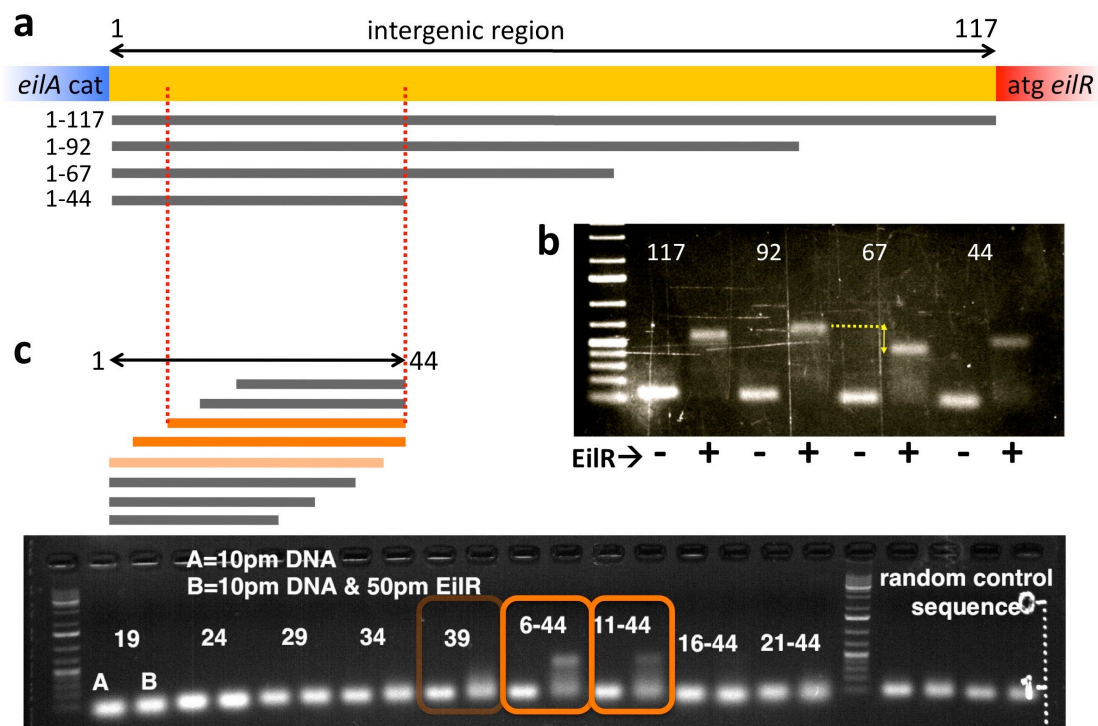 a
1 intergenic region 117
eilA cat
atg eilR
1-117
1-92
1-67
1-44
b
117 92 67 44
EilR→ - + - + - + - +
c
1 44
A=10pm DNA
B=10pm DNA & 50pm EilR
19 24 29 34 39 6-44 11-44 16-44 21-44
A B
random control
sequence